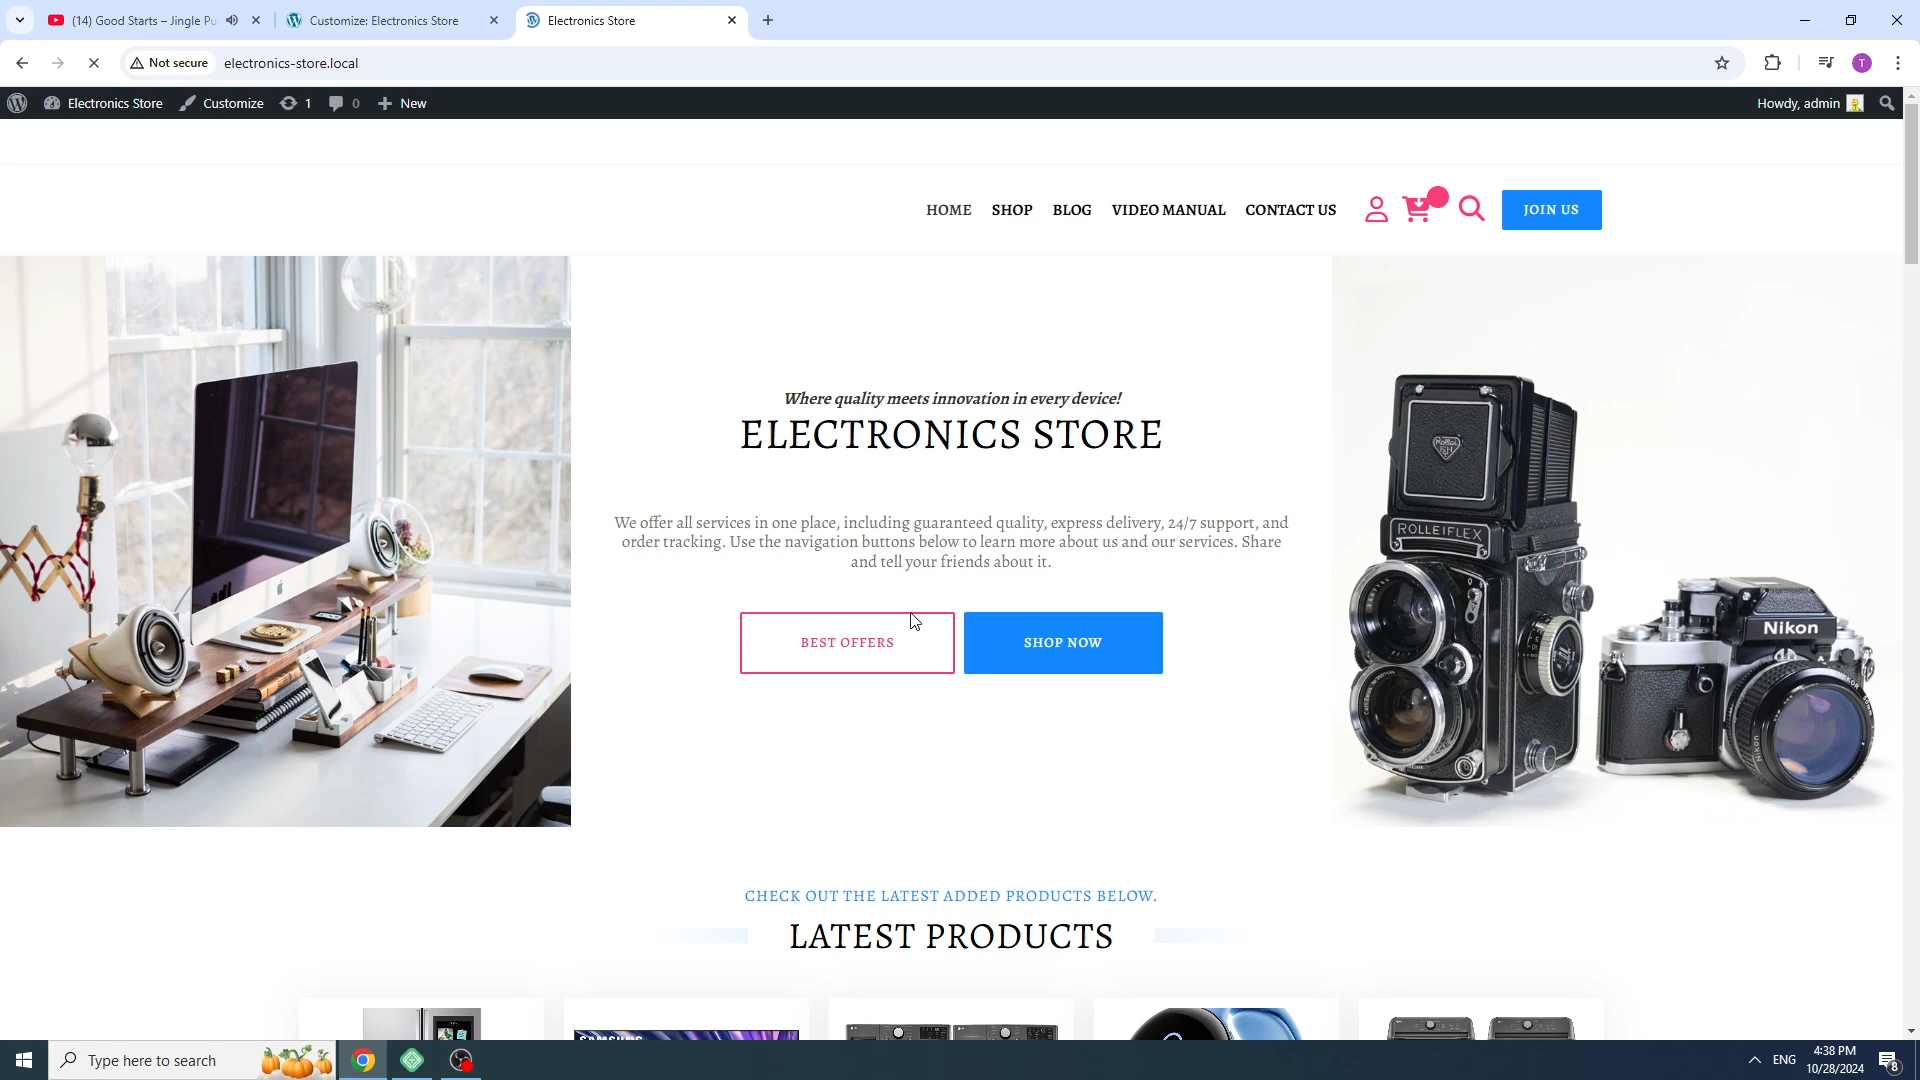 (14) Good Starts – Jingle Pu
Customize: Electronics Store
Electronics Store
Not secure
electronics-store.local
T
Electronics Store
Customize
1
0
New
Howdy, admin
HOME
SHOP
BLOG
VIDEO MANUAL
CONTACT US
JOIN US
Where quality meets innovation in every device!
ELECTRONICS STORE
We offer all services in one place, including guaranteed quality, express delivery, 24/7 support, and
order tracking. Use the navigation buttons below to learn more about us and our services. Share
and tell your friends about it.
BEST OFFERS
SHOP NOW
ROLLEIFLEX
Nikon
CHECK OUT THE LATEST ADDED PRODUCTS BELOW.
LATEST PRODUCTS
Type here to search
ENG
4:38 PM
10/28/2024
8